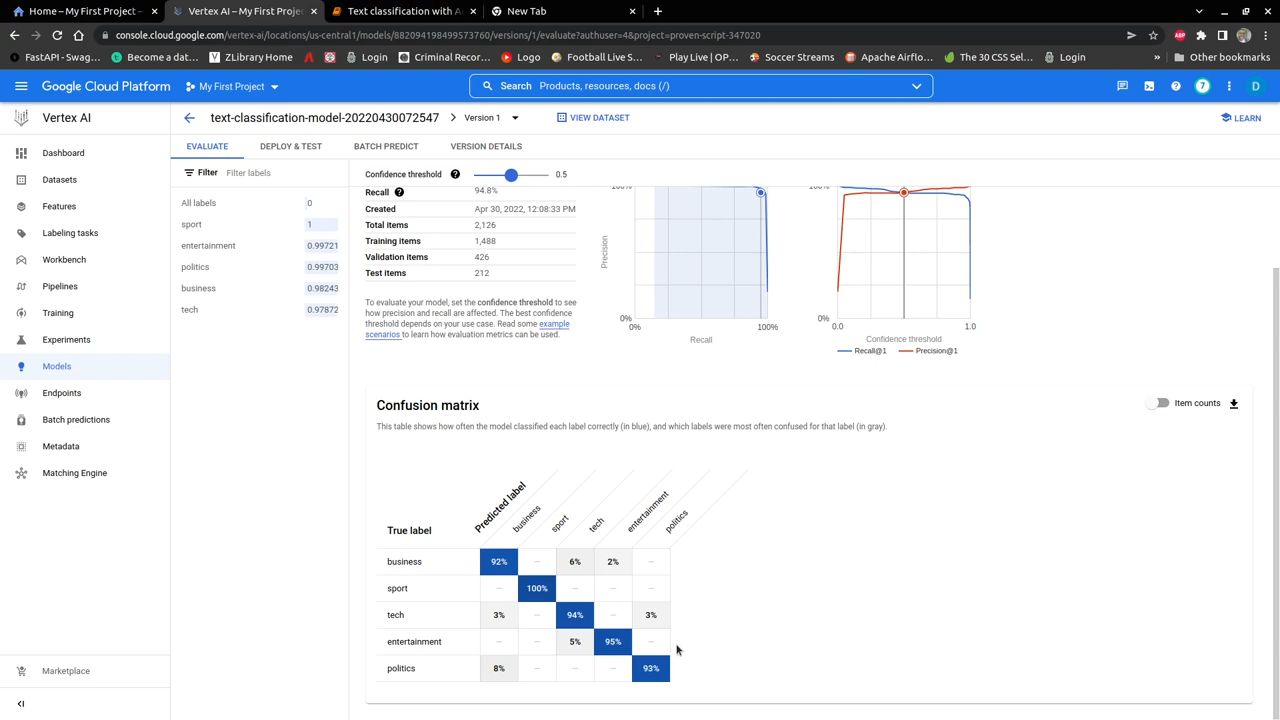 Home – My First Project –
Vertex AI – My First Project
Text classification with A
New Tab
console.cloud.google.com/vertex-ai/locations/us-central1/models/882094198499573760/versions/1/evaluate?authuser=4&project=proven-script-347020
FastAPI - Swagg...
Become a dat...
ZLibrary Home
Login
Criminal Recor...
Logo
Football Live S...
Play Live | OP...
Soccer Streams
Apache Airflo...
The 30 CSS Sel...
Login
»
Other bookmarks
Google Cloud Platform
My First Project
Search Products, resources, docs (/)
7
D
Vertex AI
text-classification-model-20220430072547
Version 1
VIEW DATASET
LEARN
Dashboard
Datasets
Features
Labeling tasks
Workbench
Pipelines
Training
Experiments
Models
Endpoints
Batch predictions
Metadata
Matching Engine
Marketplace
EVALUATE
DEPLOY & TEST
BATCH PREDICT
VERSION DETAILS
Filter Filter labels
All labels 0
sport 1
entertainment 0.99721
politics 0.99703
business 0.98243
tech 0.97872
Confidence threshold 0.5
Recall 94.8%
Created Apr 30, 2022, 12:08:33 PM
Total items 2,126
Training items 1,488
Validation items 426
Test items 212
To evaluate your model, set the confidence threshold to see
how precision and recall are affected. The best confidence
threshold depends on your use case. Read some example
scenarios to learn how evaluation metrics can be used.
100%
Precision
0%
0% 100%
Recall
100%
0%
0.0 1.0
Confidence threshold
Recall@1 Precision@1
Confusion matrix
Item counts
This table shows how often the model classified each label correctly (in blue), and which labels were most often confused for that label (in gray).
True label
Predicted label
business
sport
tech
entertainment
politics
business 92% – 6% 2% –
sport – 100% – – –
tech 3% – 94% – 3%
entertainment – – 5% 95% –
politics 8% – – – 93%